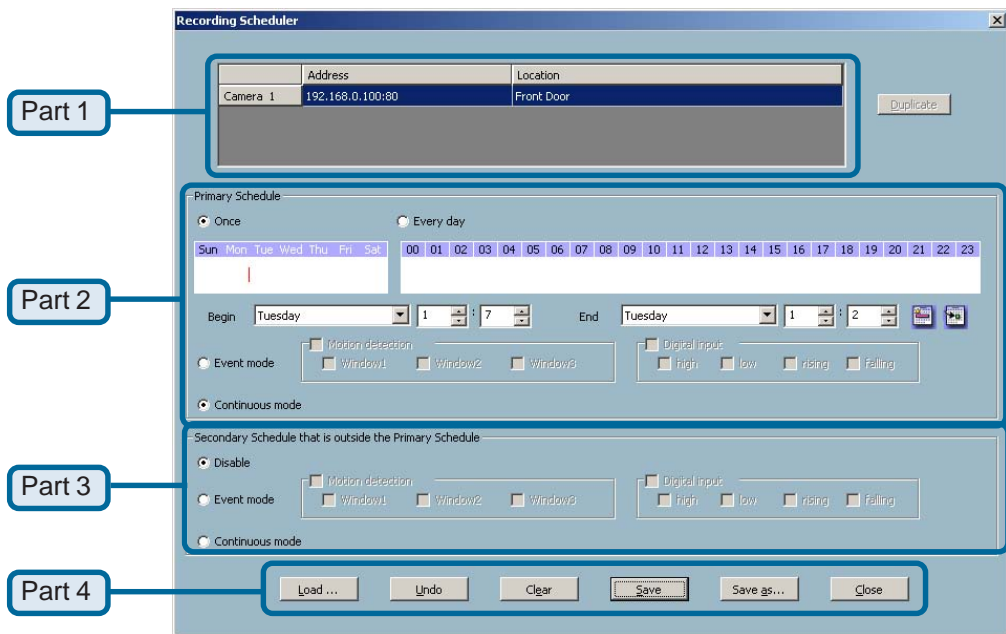 Recording Scheduler
Address Location
Camera 1 192.168.0.100:80 Front Door
Duplicate
Part 1
Primary Schedule
Once Every day
Sun Mon Tue Wed Thu Fri Sat 00 01 02 03 04 05 06 07 08 09 10 11 12 13 14 15 16 17 18 19 20 21 22 23
Part 2
Begin Tuesday 1 : 7 End Tuesday 1 : 2
Motion detection Digital input
Event mode Window1 Window2 Window3 high low rising falling
Continuous mode
Secondary Schedule that is outside the Primary Schedule
Disable
Part 3
Motion detection Digital input
Event mode Window1 Window2 Window3 high low rising falling
Continuous mode
Part 4
Load ... Undo Clear Save Save as... Close